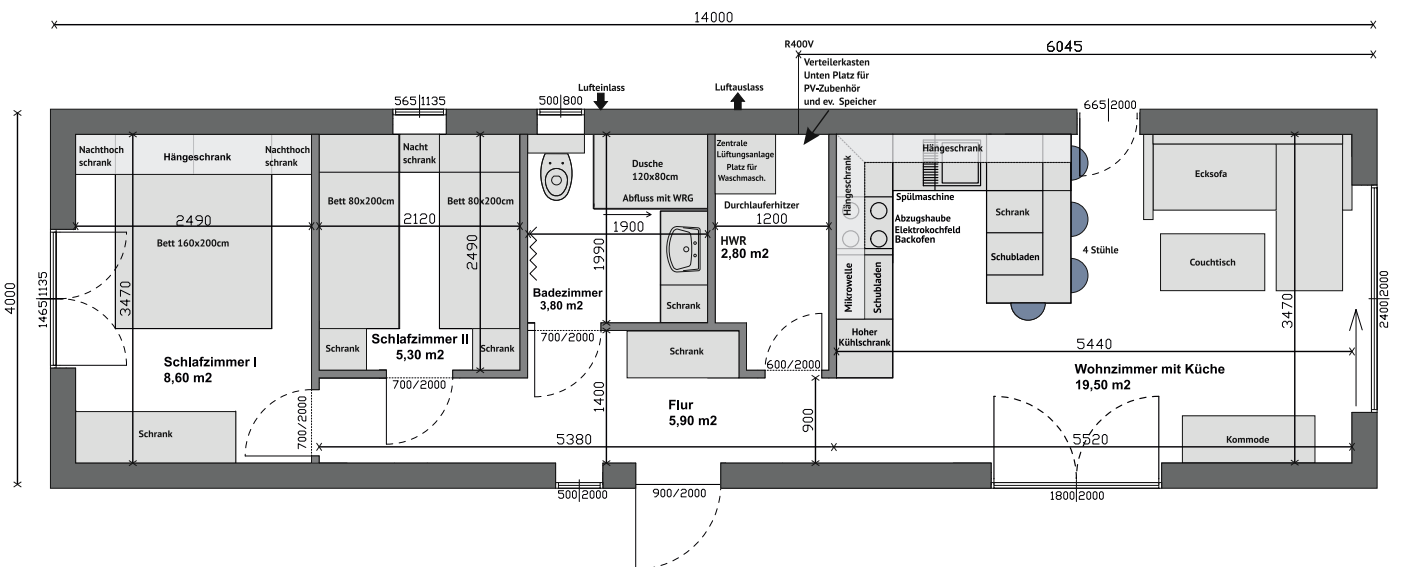 14000
R400V
6045
Verteilerkasten
Unten Platz für
PV-Zubenhör
und ev. Speicher
Lufteinlass
Luftauslass
565|1135
500|800
665|2000
Nachthoch
schrank
Hängeschrank
Nachthoch
schrank
Nacht
schrank
Dusche
120x80cm
Abfluss mit WRG
Zentrale
Lüftungsanlage
Platz für
Waschmasch.
Durchlauferhitzer
Hängeschrank
Hängeschrank
Ecksofa
Bett 80x200cm
Bett 80x200cm
Spülmaschine
Abzugshaube
Elektrokochfeld
Backofen
Schrank
Schubladen
4 Stühle
Couchtisch
2490
2120
1900
1200
Bett 160x200cm
2490
1990
HWR
2,80 m2
4000
1465|1135
3470
Badezimmer
3,80 m2
Schrank
Mikrowelle
Schubladen
3470
2400|2000
Hoher
Kühlschrank
Schlafzimmer I
8,60 m2
Schrank
Schlafzimmer II
5,30 m2
Schrank
700/2000
Schrank
600/2000
5440
Wohnzimmer mit Küche
19,50 m2
700/2000
1400
Flur
5,90 m2
900
Schrank
700/2000
5380
5520
Kommode
500|2000
900/2000
1800|2000